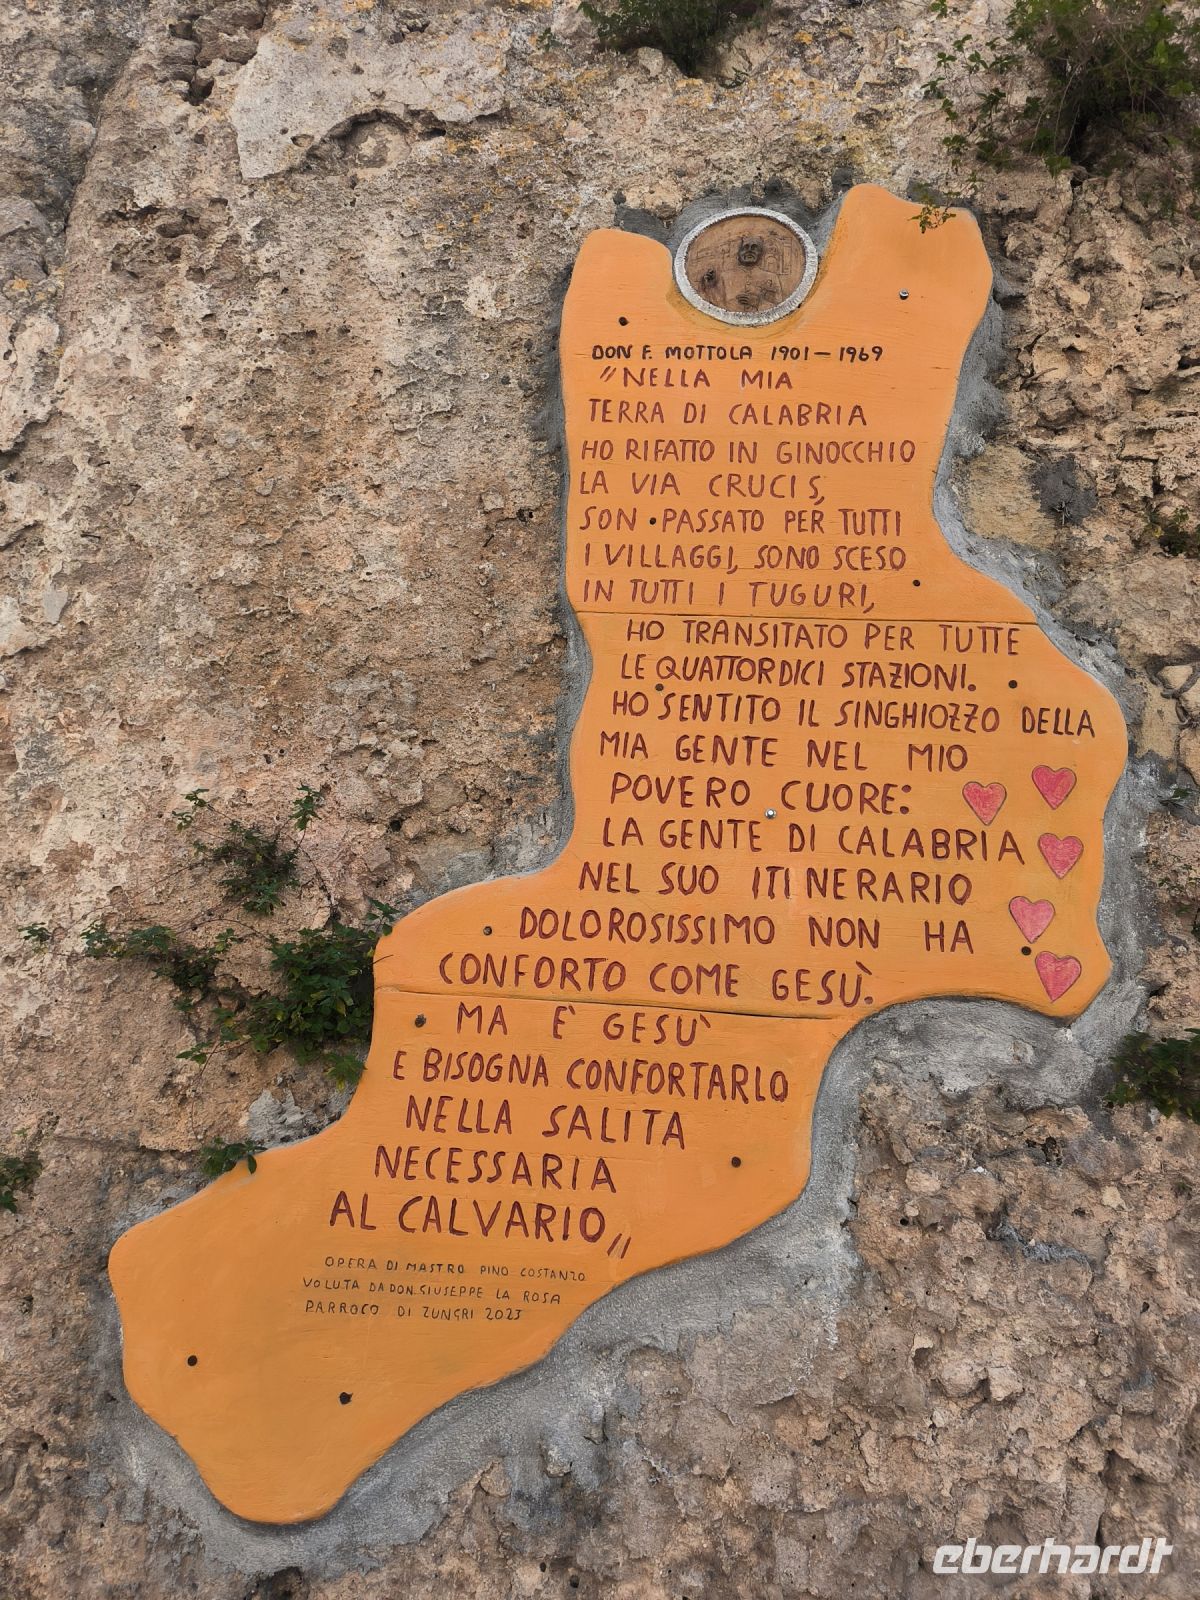 DON F. MOTTOLA 1901 - 1969
"NELLA MIA
TERRA DI CALABRIA
HO RIFATTO IN GINOCCHIO
LA VIA CRUCIS,
SON PASSATO PER TUTTI
I VILLAGGI, SONO SCESO
IN TUTTI I TUGURI,
HO TRANSITATO PER TUTTE
LE QUATTORDICI STAZIONI.
HO SENTITO IL SINGHIOZZO DELLA
MIA GENTE NEL MIO
POVERO CUORE:
LA GENTE DI CALABRIA
NEL SUO ITINERARIO
DOLOROSISSIMO NON HA
CONFORTO COME GESÙ.
MA È GESÙ
E BISOGNA CONFORTARLO
NELLA SALITA
NECESSARIA
AL CALVARIO"
OPERA DI MASTRO PINO COSTANZO
VOLUTA DA DON GIUSEPPE LA ROSA
PARROCO DI ZUNGRI 2023
eberhardt